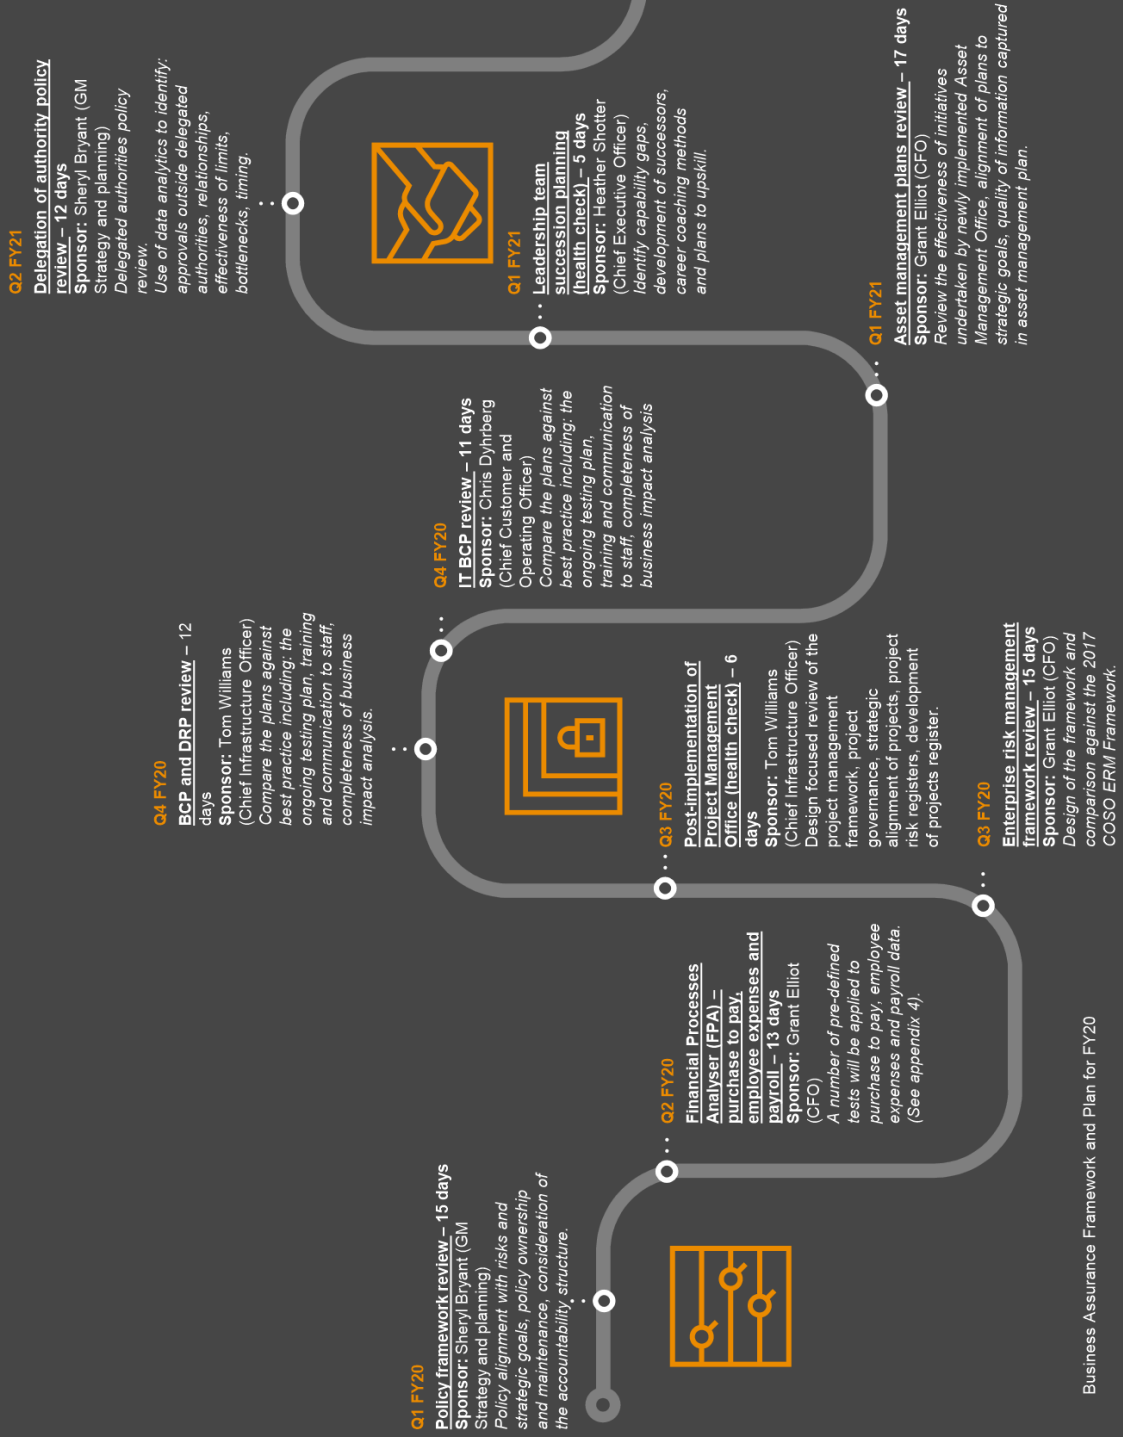 Q1 FY20
Policy framework review – 15 days
Sponsor: Sheryl Bryant (GM
Strategy and planning)
Policy alignment with risks and
strategic goals, policy ownership
and maintenance, consideration of
the accountability structure.
Q2 FY20
Financial Processes
Analyser (FPA) –
purchase to pay,
employee expenses and
payroll – 13 days
Sponsor: Grant Elliot
(CFO)
A number of pre-defined
tests will be applied to
purchase to pay, employee
expenses and payroll data.
(See appendix 4).
Q3 FY20
Enterprise risk management
framework review – 15 days
Sponsor: Grant Elliot (CFO)
Design of the framework and
comparison against the 2017
COSO ERM Framework.
Q3 FY20
Post-implementation of
Project Management
Office (health check) – 6
days
Sponsor: Tom Williams
(Chief Infrastructure Officer)
Design focused review of the
project management
framework, project
governance, strategic
alignment of projects, project
risk registers, development
of projects register.
Q4 FY20
BCP and DRP review – 12
days
Sponsor: Tom Williams
(Chief Infrastructure Officer)
Compare the plans against
best practice including: the
ongoing testing plan, training
and communication to staff,
completeness of business
impact analysis.
Q4 FY20
IT BCP review – 11 days
Sponsor: Chris Dyhrberg
(Chief Customer and
Operating Officer)
Compare the plans against
best practice including: the
ongoing testing plan,
training and communication
to staff, completeness of
business impact analysis
Q1 FY21
Asset management plans review – 17 days
Sponsor: Grant Elliot (CFO)
Review the effectiveness of initiatives
undertaken by newly implemented Asset
Management Office, alignment of plans to
strategic goals, quality of information captured
in asset management plan.
Q1 FY21
Leadership team
succession planning
(health check) – 5 days
Sponsor: Heather Shotter
(Chief Executive Officer)
Identify capability gaps,
development of successors,
career coaching methods
and plans to upskill.
Q2 FY21
Delegation of authority policy
review – 12 days
Sponsor: Sheryl Bryant (GM
Strategy and planning)
Delegated authorities policy
review.
Use of data analytics to identify:
approvals outside delegated
authorities, relationships,
effectiveness of limits,
bottlenecks, timing.
Business Assurance Framework and Plan for FY20